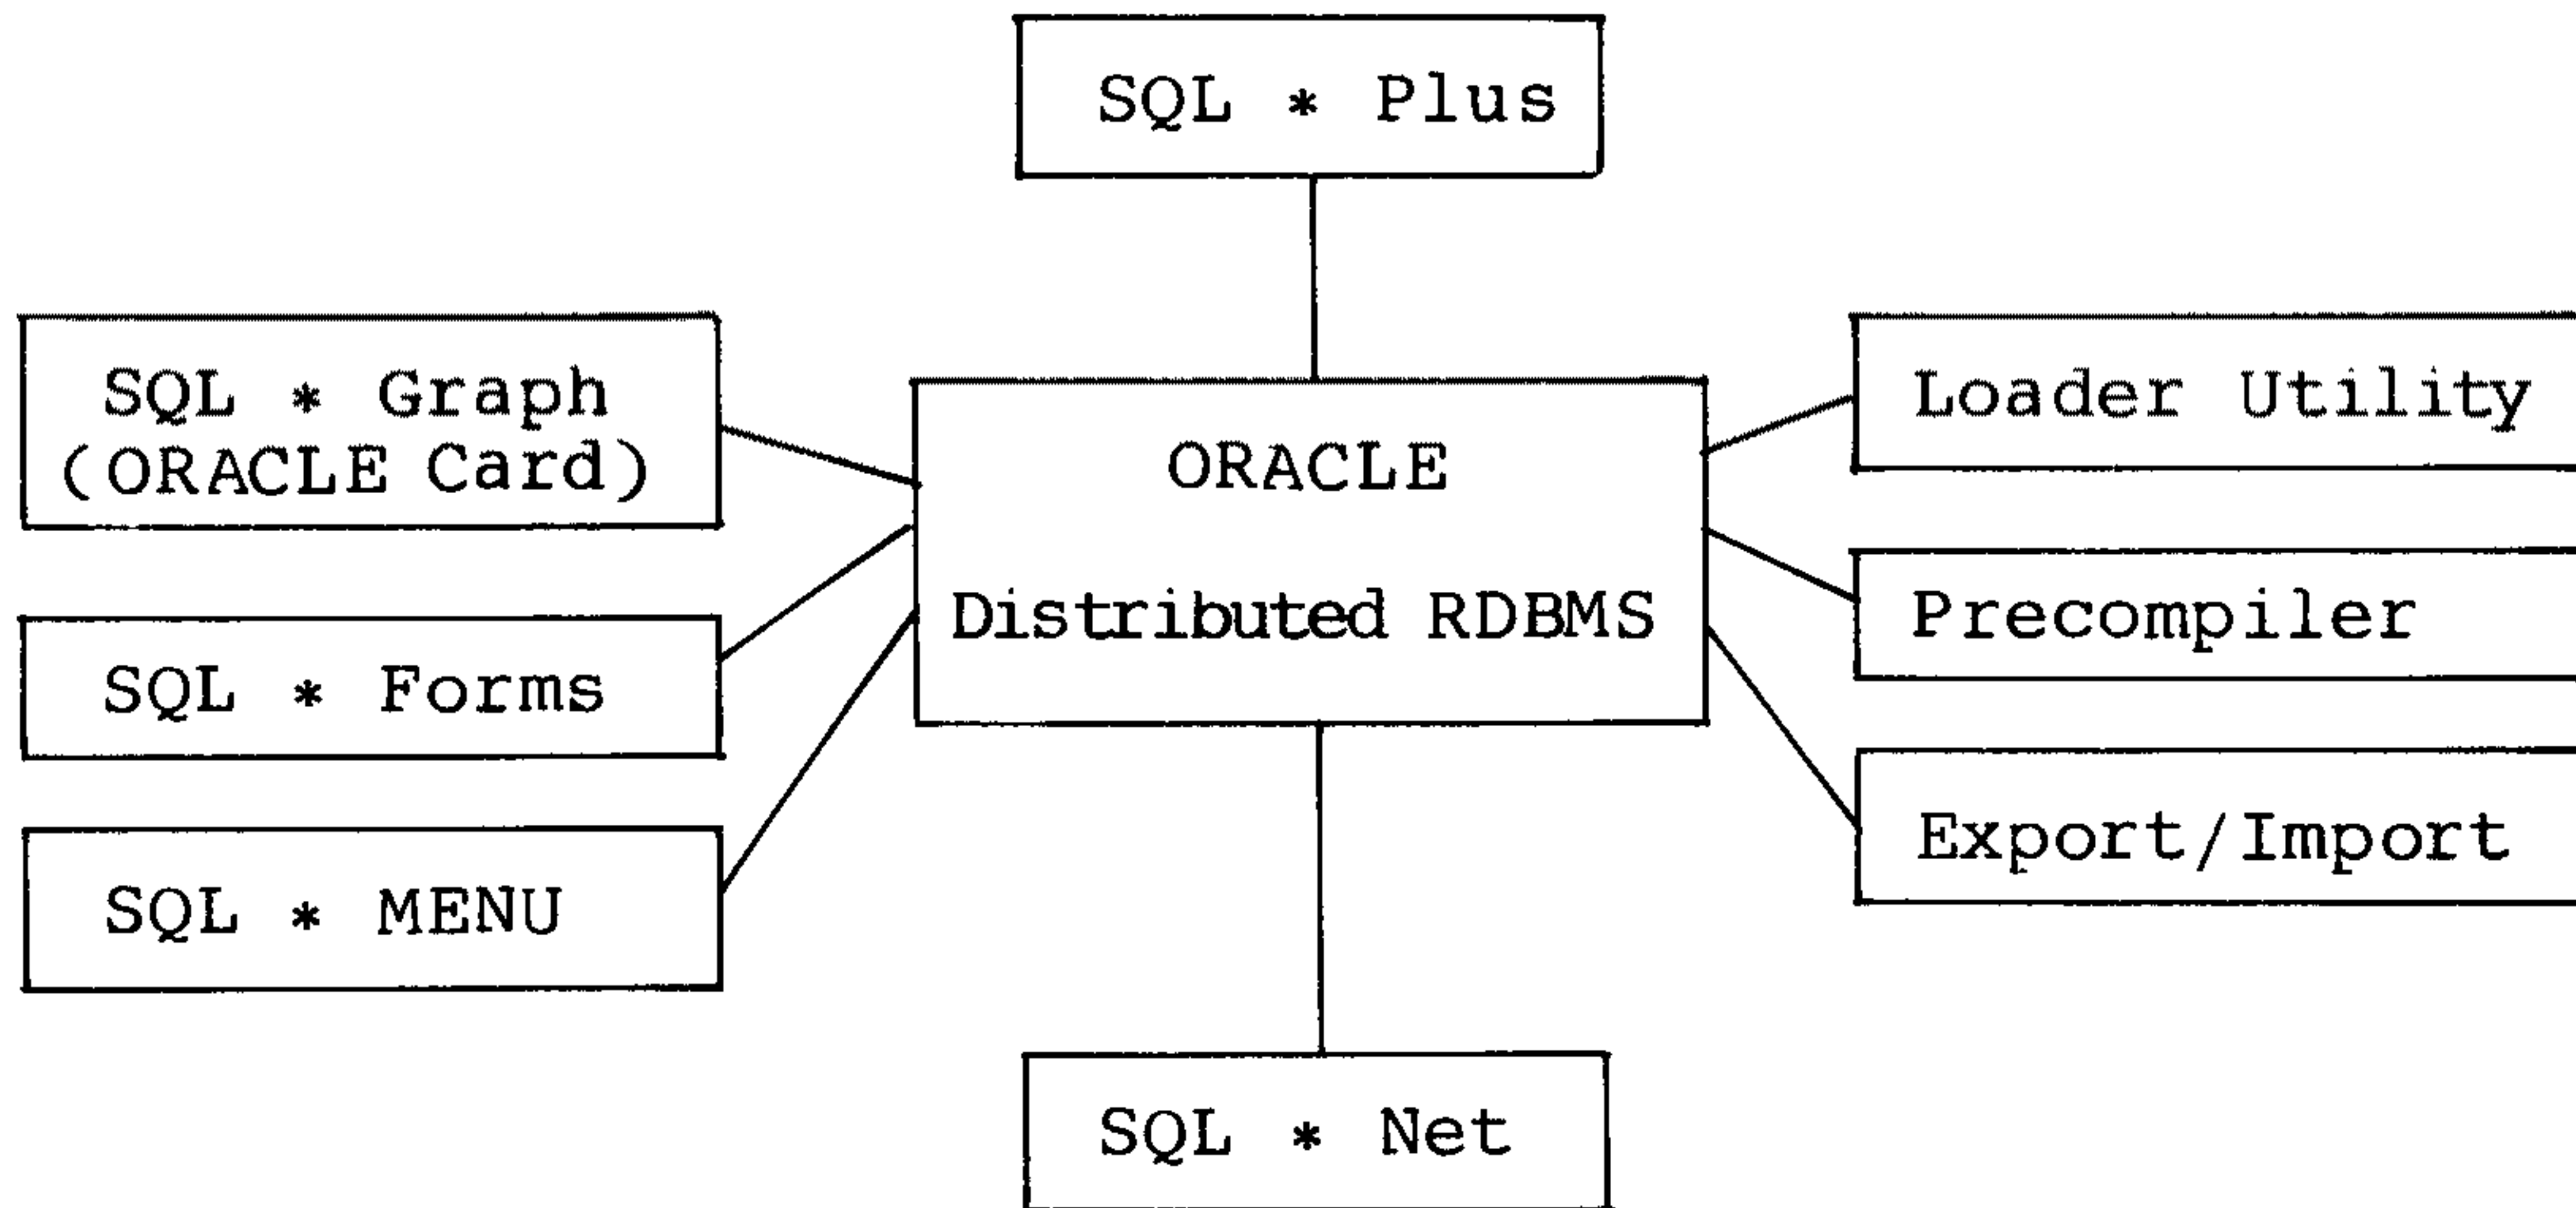 SQL * Plus
SQL * Graph
(ORACLE Card)
SQL * Forms
SQL * MENU
ORACLE
Distributed RDBMS
Loader Utility
Precompiler
Export/Import
SQL * Net